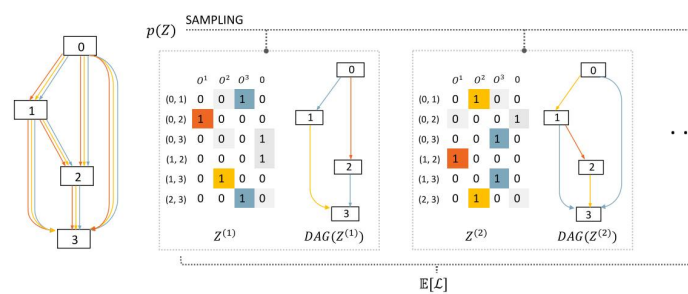 0
1
2
3
p(Z) SAMPLING
O¹ O² O³ 0
(0, 1) 0 0 1 0
(0, 2) 1 0 0 0
(0, 3) 0 0 0 1
(1, 2) 0 0 0 1
(1, 3) 0 1 0 0
(2, 3) 0 0 1 0
Z⁽¹⁾
0
1
2
3
DAG(Z⁽¹⁾)
O¹ O² O³ 0
(0, 1) 0 1 0 0
(0, 2) 0 0 0 1
(0, 3) 0 0 1 0
(1, 2) 1 0 0 0
(1, 3) 0 0 1 0
(2, 3) 0 1 0 0
Z⁽²⁾
0
1
2
3
DAG(Z⁽²⁾)
...
𝔼[ℒ]